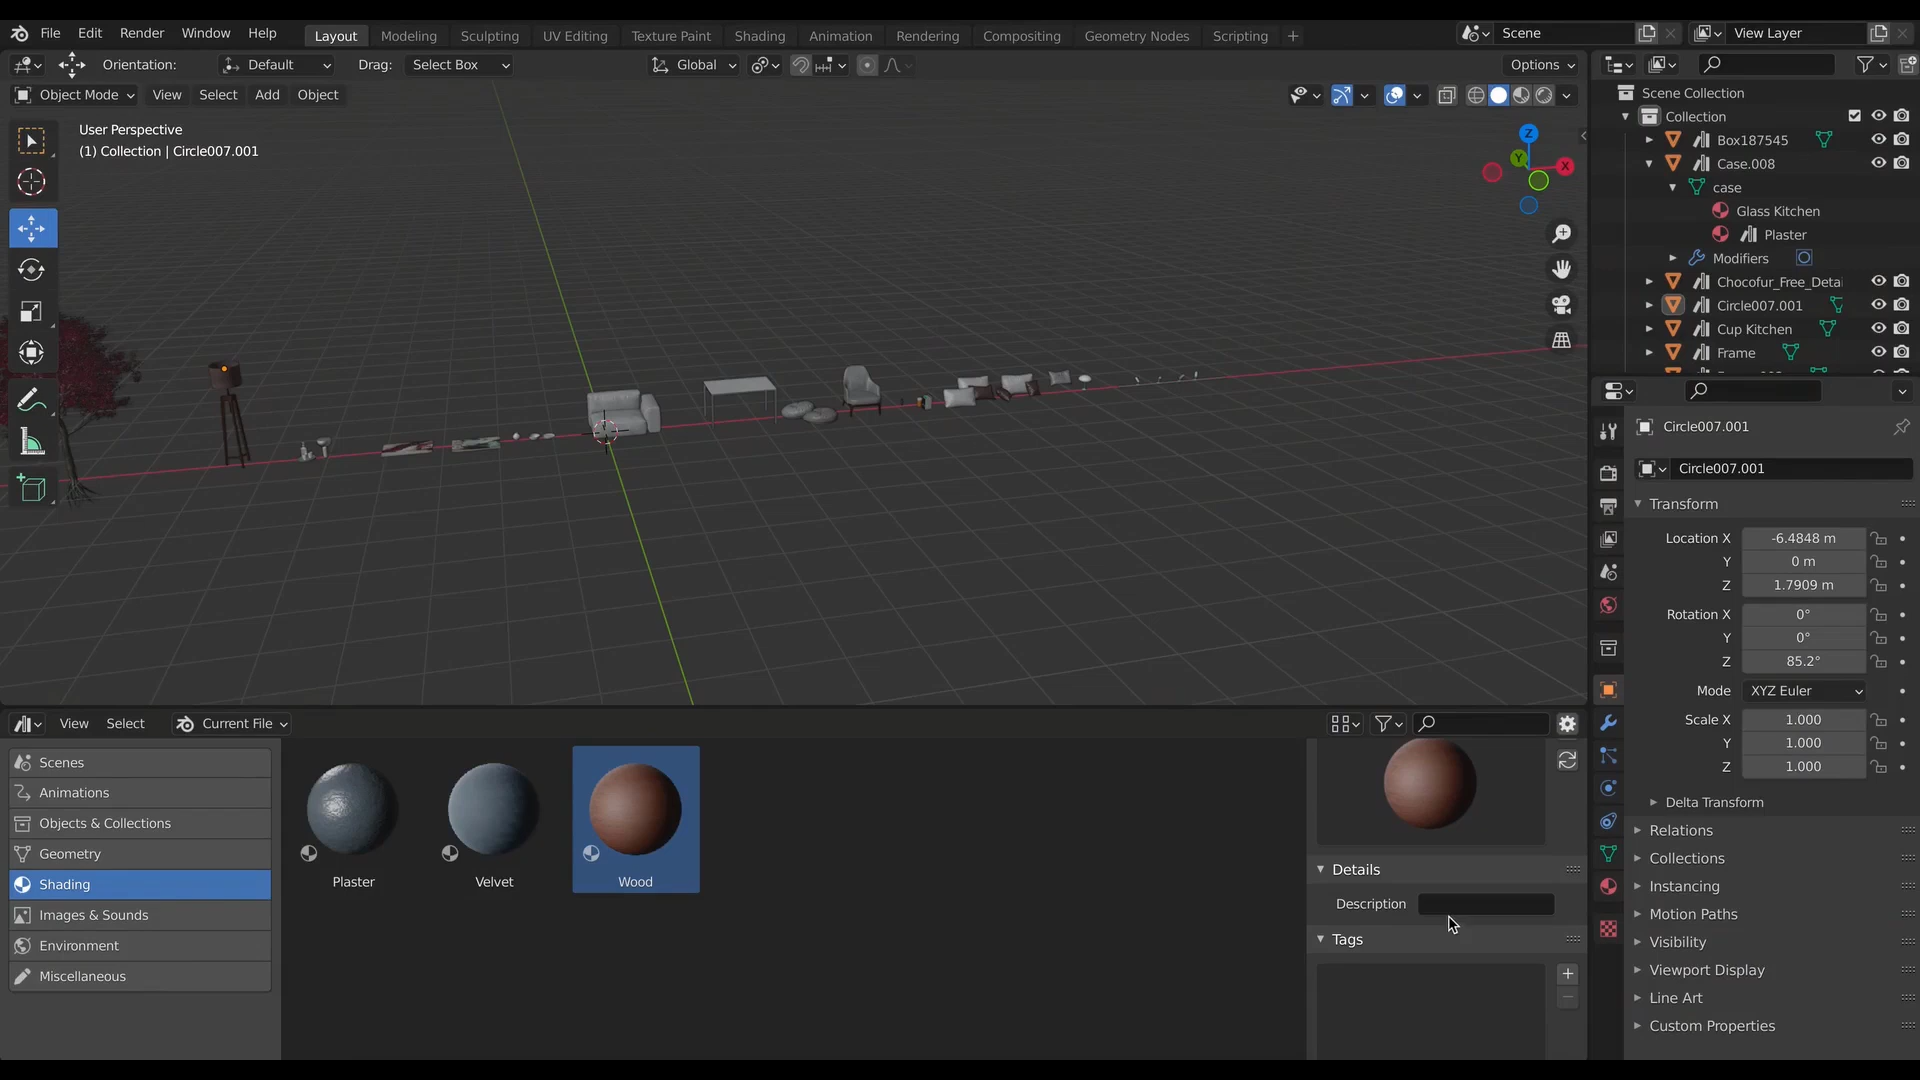 File Edit Render Window Help Layout Modeling Sculpting UV Editing Texture Paint Shading Animation Rendering Compositing Geometry Nodes Scripting + Scene View Layer
Orientation: Default Drag: Select Box Global Options
Object Mode View Select Add Object
User Perspective
(1) Collection | Circle007.001
Z
Y
X
Scene Collection
Collection
Box187545
Case.008
case
Glass Kitchen
Plaster
Modifiers
Chocofur_Free_Detai
Circle007.001
Cup Kitchen
Frame
Circle007.001
Circle007.001
Transform
Location X -6.4848 m
Y 0 m
Z 1.7909 m
Rotation X 0°
Y 0°
Z 85.2°
Mode XYZ Euler
Scale X 1.000
Y 1.000
Z 1.000
Delta Transform
Relations
Collections
Instancing
Motion Paths
Visibility
Viewport Display
Line Art
Custom Properties
View Select Current File
Scenes
Animations
Objects & Collections
Geometry
Shading
Images & Sounds
Environment
Miscellaneous
Plaster
Velvet
Wood
Details
Description
Tags